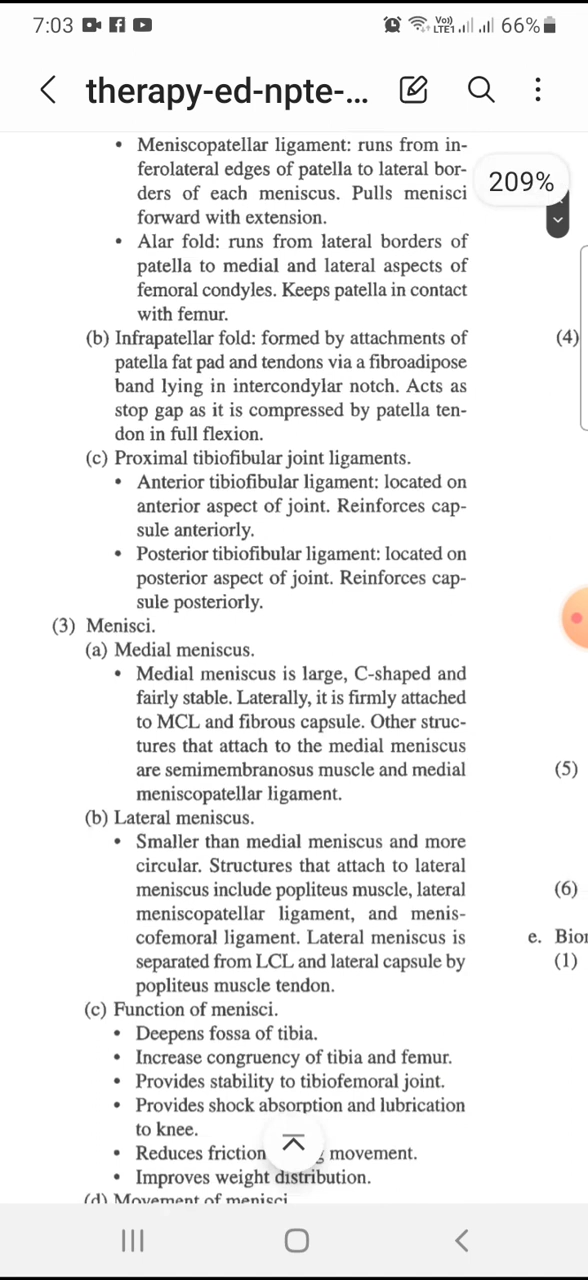 7:03
Vo)
LTE1
66%
therapy-ed-npte-...
209%
• Meniscopatellar ligament: runs from in-
ferolateral edges of patella to lateral bor-
ders of each meniscus. Pulls menisci
forward with extension.
• Alar fold: runs from lateral borders of
patella to medial and lateral aspects of
femoral condyles. Keeps patella in contact
with femur.
(b) Infrapatellar fold: formed by attachments of
patella fat pad and tendons via a fibroadipose
band lying in intercondylar notch. Acts as
stop gap as it is compressed by patella ten-
don in full flexion.
(c) Proximal tibiofibular joint ligaments.
• Anterior tibiofibular ligament: located on
anterior aspect of joint. Reinforces cap-
sule anteriorly.
• Posterior tibiofibular ligament: located on
posterior aspect of joint. Reinforces cap-
sule posteriorly.
(3) Menisci.
(a) Medial meniscus.
• Medial meniscus is large, C-shaped and
fairly stable. Laterally, it is firmly attached
to MCL and fibrous capsule. Other struc-
tures that attach to the medial meniscus
are semimembranosus muscle and medial
meniscopatellar ligament.
(b) Lateral meniscus.
• Smaller than medial meniscus and more
circular. Structures that attach to lateral
meniscus include popliteus muscle, lateral
meniscopatellar ligament, and menis-
cofemoral ligament. Lateral meniscus is
separated from LCL and lateral capsule by
popliteus muscle tendon.
(c) Function of menisci.
• Deepens fossa of tibia.
• Increase congruency of tibia and femur.
• Provides stability to tibiofemoral joint.
• Provides shock absorption and lubrication
to knee.
• Reduces friction movement.
• Improves weight distribution.
(d) Movement of menisci
(4)
(5)
(6)
e.
(1)